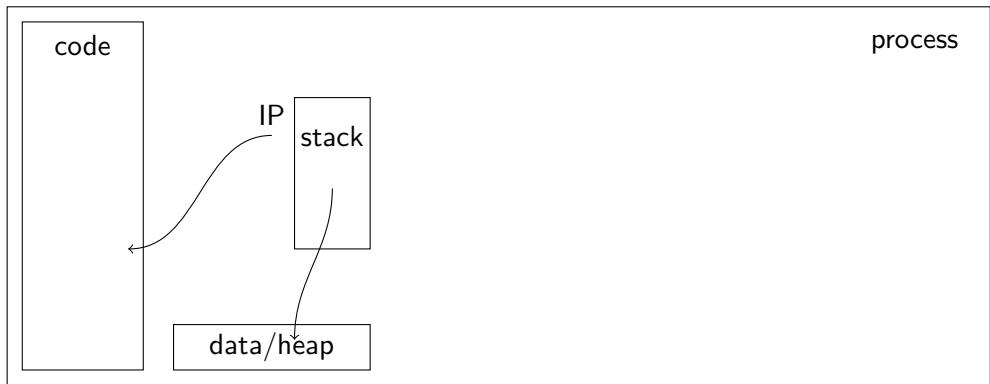 code
process
IP
stack
data/heap